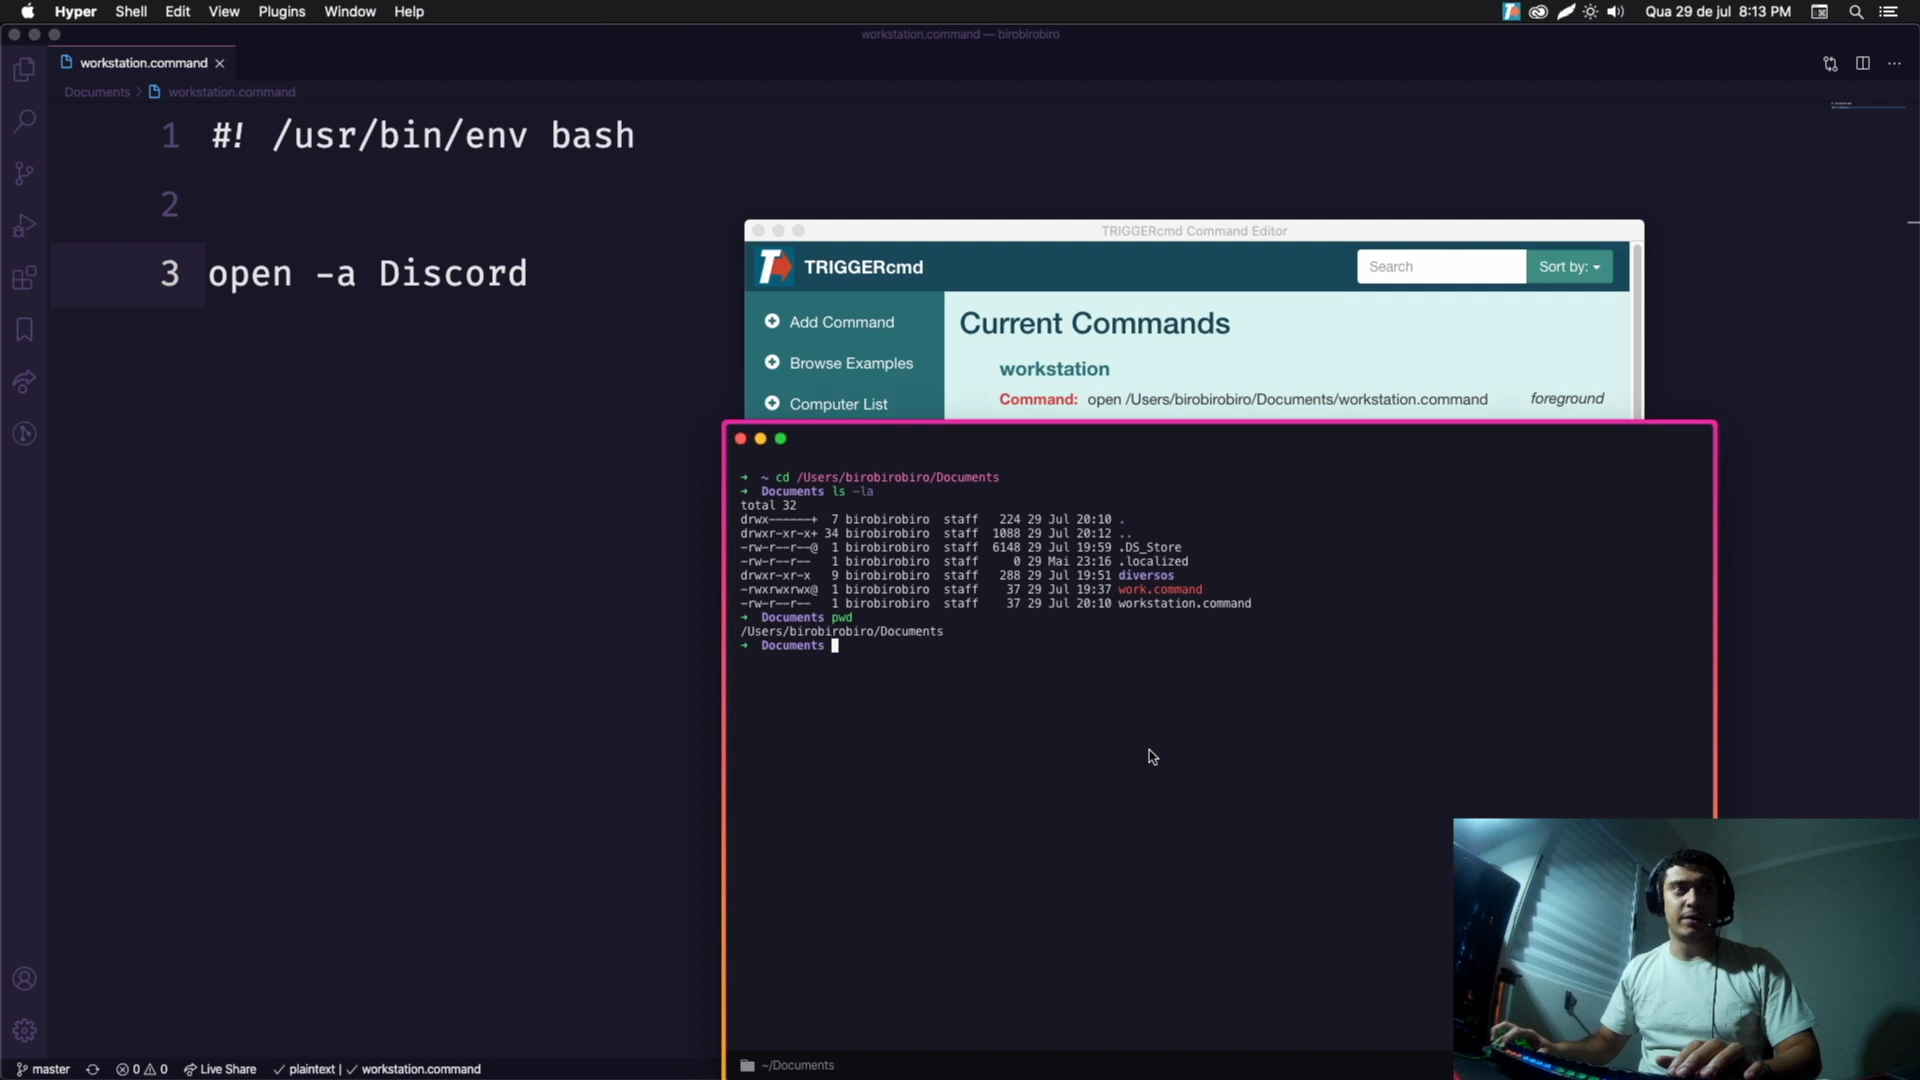 Hyper Shell Edit View Plugins Window Help
Qua 29 de jul 8:13 PM
workstation.command — birobirobiro
workstation.command
Documents > workstation.command
1 #! /usr/bin/env bash
2
3 open -a Discord
TRIGGERcmd Command Editor
TRIGGERcmd
Search
Sort by:
Add Command
Browse Examples
Computer List
Current Commands
workstation
Command: open /Users/birobirobiro/Documents/workstation.command foreground
➜ ~ cd /Users/birobirobiro/Documents
➜ Documents ls -la
total 32
drwx------+ 7 birobirobiro staff 224 29 Jul 20:10 .
drwxr-xr-x+ 34 birobirobiro staff 1088 29 Jul 20:12 ..
-rw-r--r--@ 1 birobirobiro staff 6148 29 Jul 19:59 .DS_Store
-rw-r--r-- 1 birobirobiro staff 0 29 Mai 23:16 .localized
drwxr-xr-x 9 birobirobiro staff 288 29 Jul 19:51 diversos
-rwxrwxrwx@ 1 birobirobiro staff 37 29 Jul 19:37 work.command
-rw-r--r-- 1 birobirobiro staff 37 29 Jul 20:10 workstation.command
➜ Documents pwd
/Users/birobirobiro/Documents
➜ Documents
~/Documents
master 0 0 Live Share ✓ plaintext | ✓ workstation.command